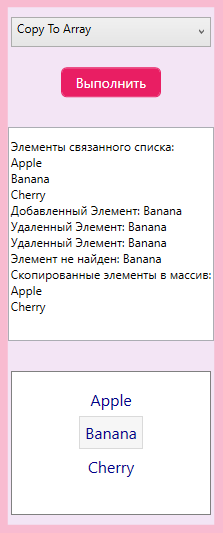 Copy To Array
Выполнить
Элементы связанного списка:
Apple
Banana
Cherry
Добавленный Элемент: Banana
Удаленный Элемент: Banana
Удаленный Элемент: Banana
Элемент не найден: Banana
Скопированные элементы в массив:
Apple
Cherry
Apple
Banana
Cherry